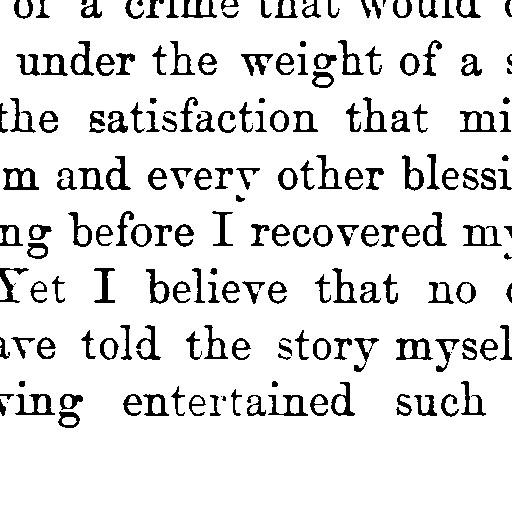 of a crime that would
under the weight of a s
the satisfaction that mi
m and every other blessi
ng before I recovered my
Yet I believe that no
ave told the story mysel
ving entertained such